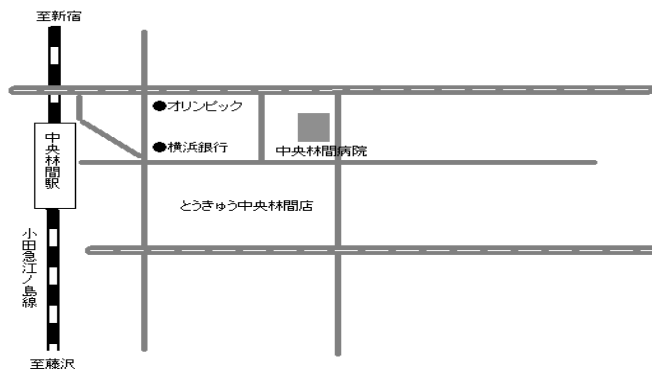 至新宿
●オリンピック
中央林間駅
●横浜銀行
中央林間病院
とうきゅう中央林間店
小田急江ノ島線
至藤沢